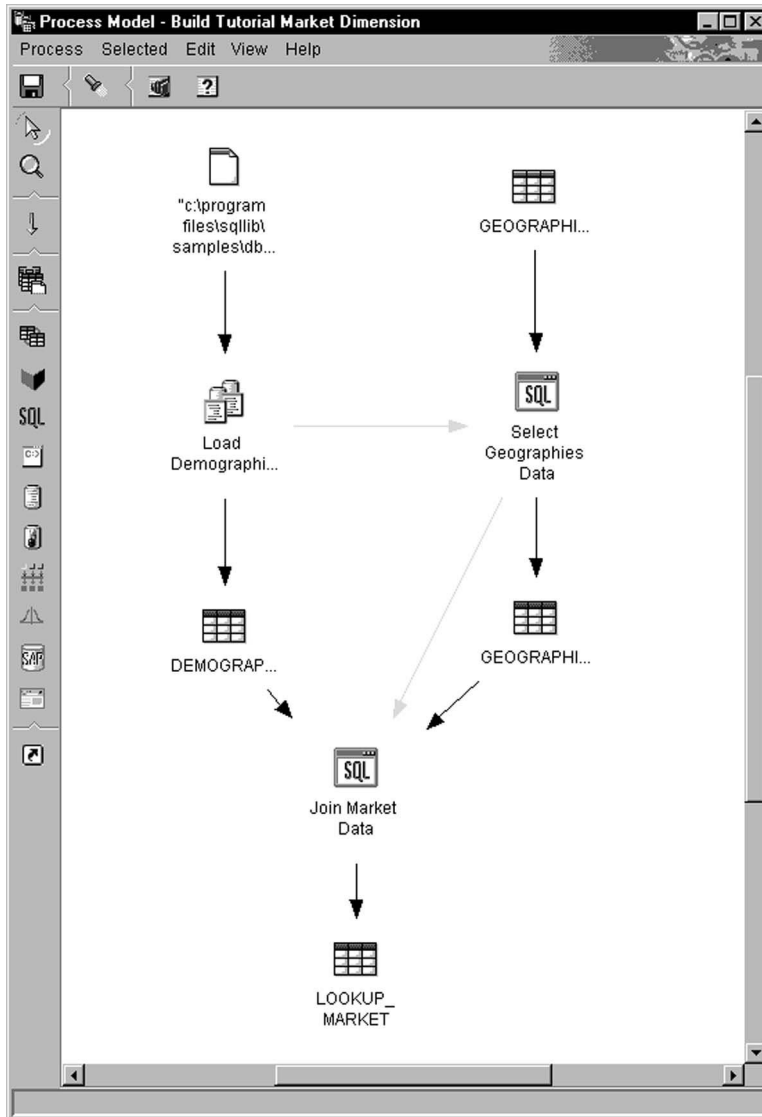 Process Model - Build Tutorial Market Dimension
Process Selected Edit View Help
"c:\program
files\sqllib\
samples\db...
GEOGRAPHI...
SQL
Load
Demographi...
SQL
Select
Geographies
Data
DEMOGRAP...
GEOGRAPHI...
SAP
SQL
Join Market
Data
LOOKUP_
MARKET